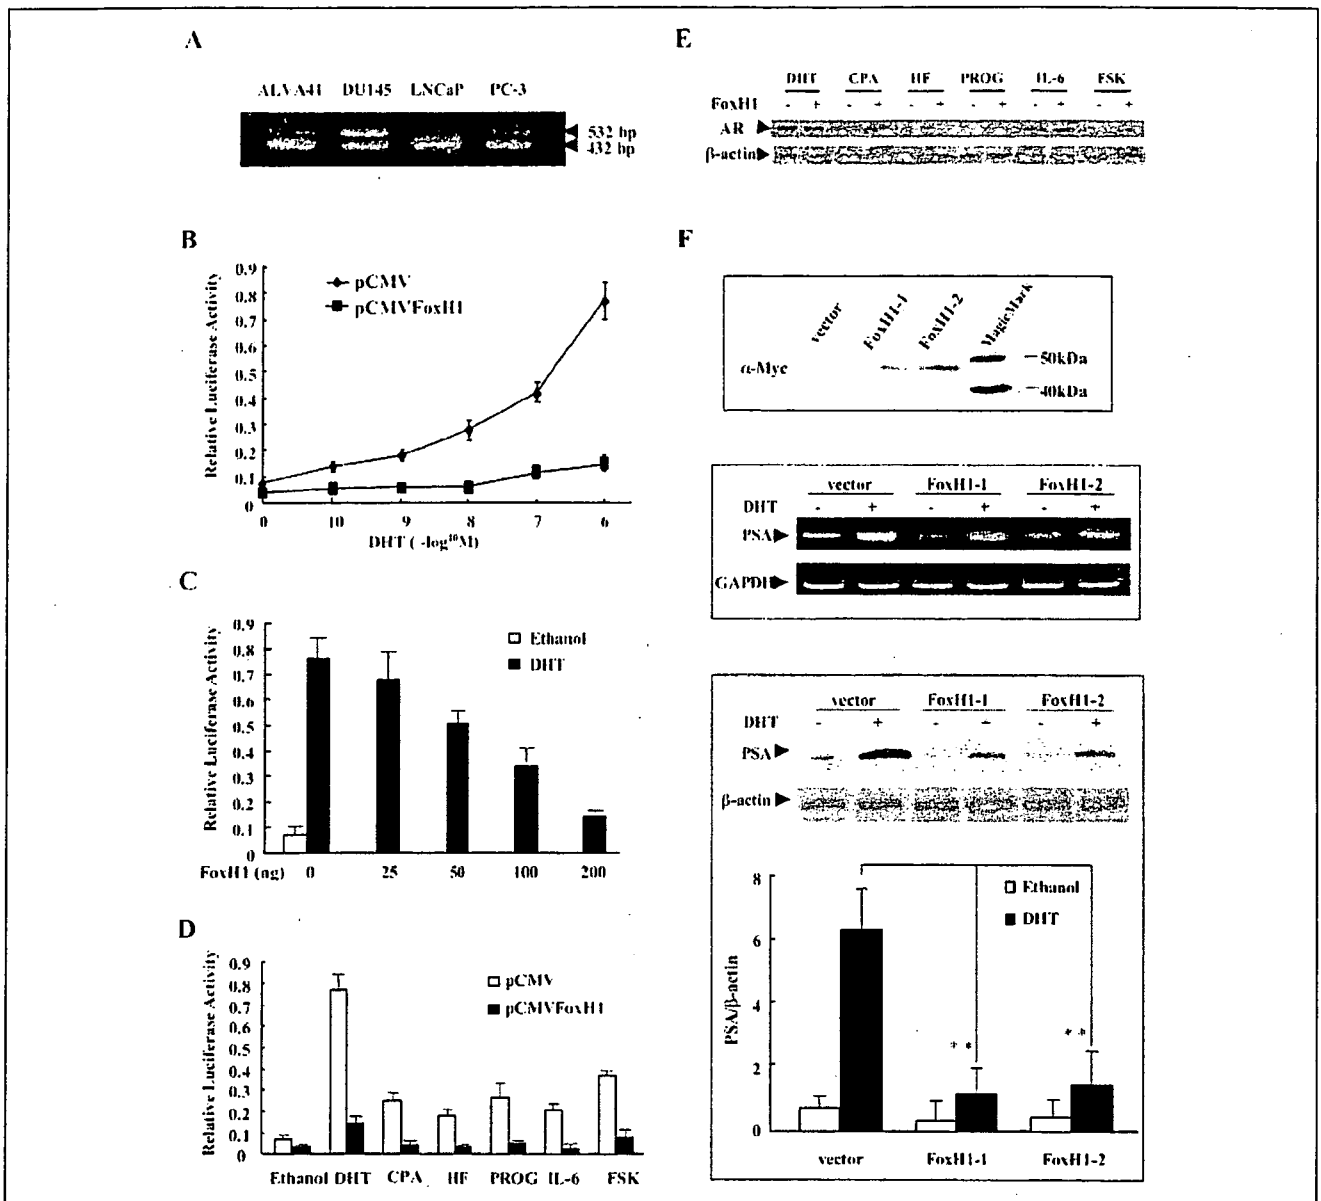 A
ALVA41 DU145 LNCaP PC-3
532 bp
432 bp
B
Relative Luciferase Activity
0.9
0.8
0.7
0.6
0.5
0.4
0.3
0.2
0.1
0
pCMV
pCMVFoxH1
0 10 9 8 7 6
DHT ( -log¹⁰M)
C
Relative Luciferase Activity
0.9
0.8
0.7
0.6
0.5
0.4
0.3
0.2
0.1
0
Ethanol
DHT
FoxH1 (ng) 0 25 50 100 200
D
Relative Luciferase Activity
0.9
0.8
0.7
0.6
0.5
0.4
0.3
0.2
0.1
0
pCMV
pCMVFoxH1
Ethanol DHT CPA HF PROG IL-6 FSK
E
DHT CPA HF PROG IL-6 FSK
FoxH1 - + - + - + - + - + - +
AR
β-actin
F
vector FoxH1-1 FoxH1-2 MagicMark
α-Myc
50kDa
40kDa
vector FoxH1-1 FoxH1-2
DHT - + - + - +
PSA
GAPDH
vector FoxH1-1 FoxH1-2
DHT - + - + - +
PSA
β-actin
PSA/β-actin
8
6
4
2
0
Ethanol
DHT
** **
vector FoxH1-1 FoxH1-2